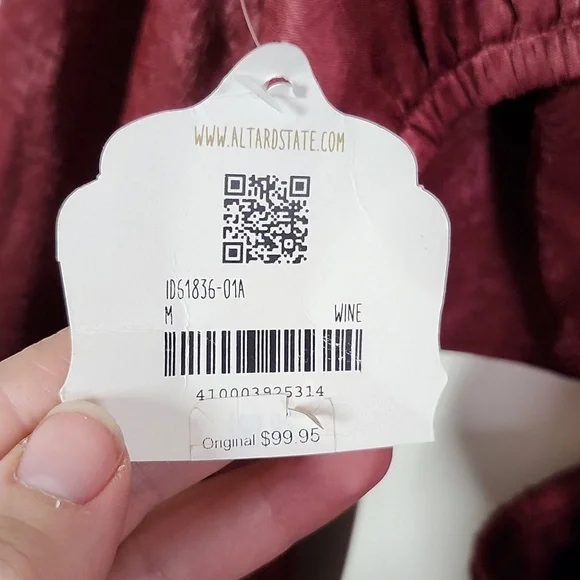 WWW.ALTARDSTATE.COM
ID61836-01A
M WINE
410003925314
Original $99.95